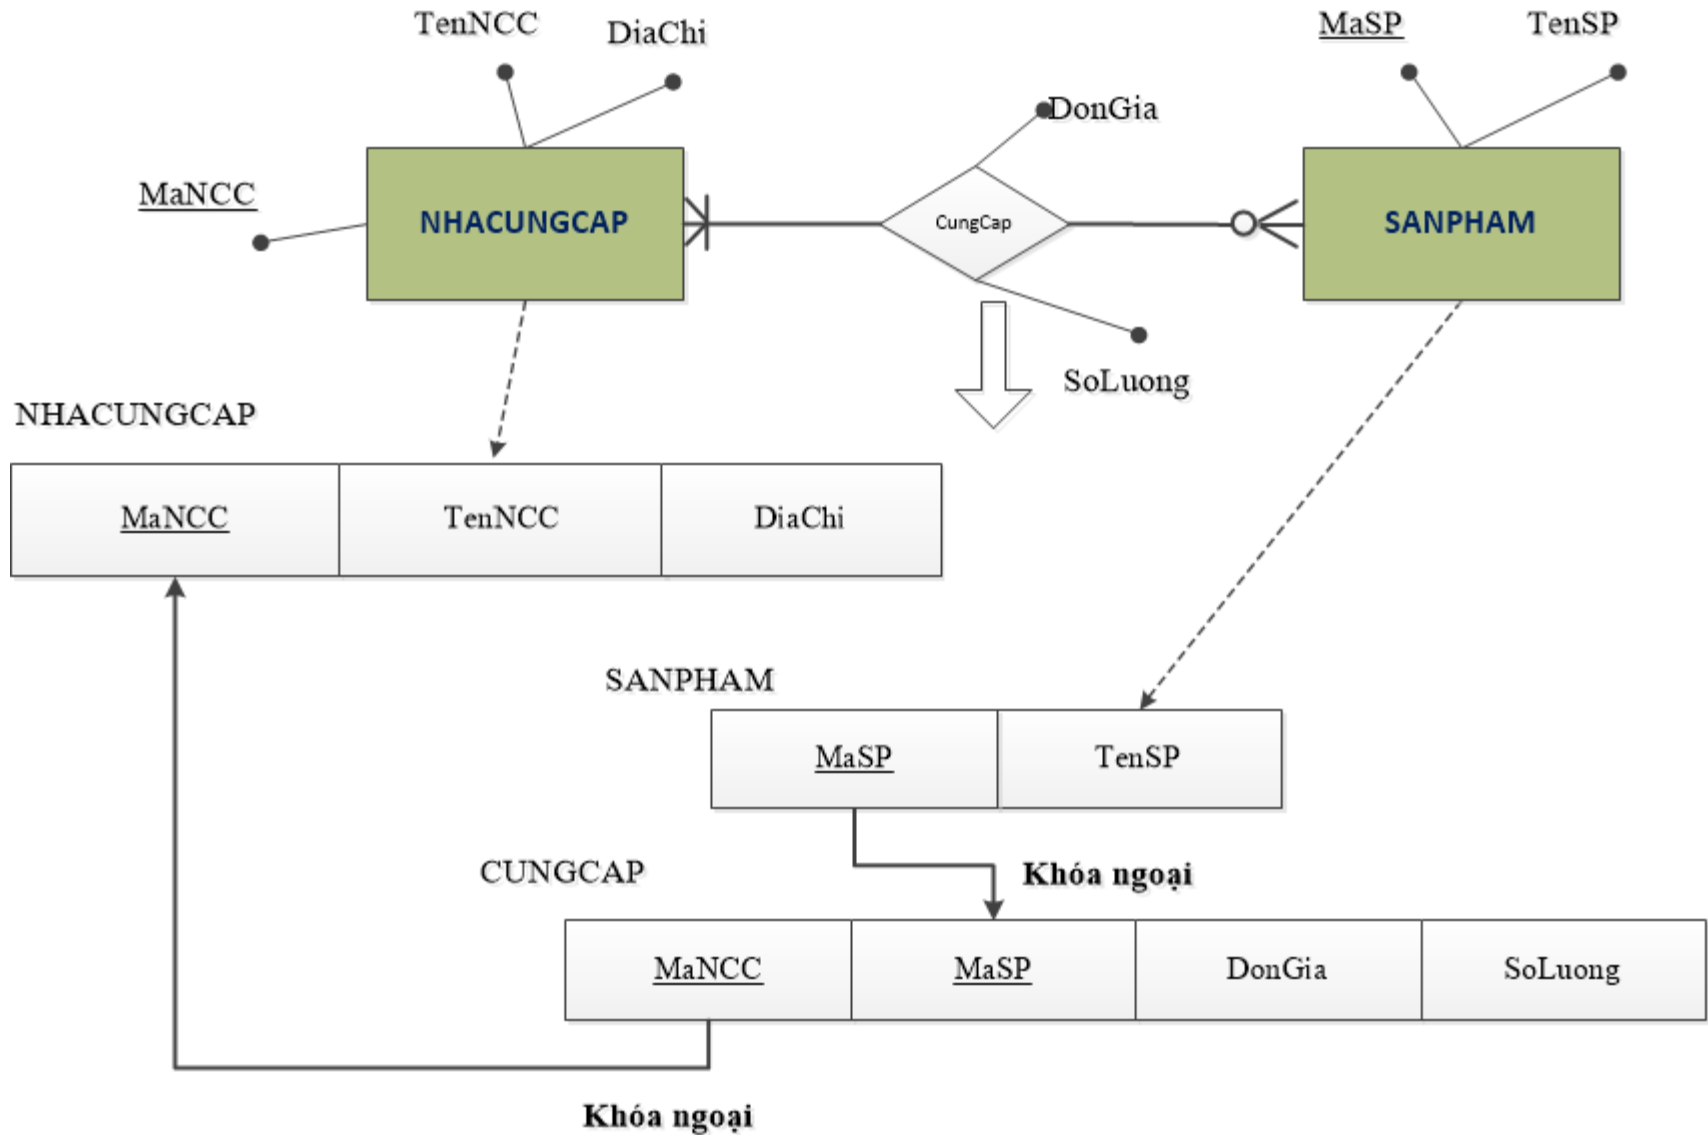 TenNCC
DiaChi
MaSP
TenSP
DonGia
MaNCC
NHACUNGCAP
CungCap
SANPHAM
SoLuong
NHACUNGCAP
MaNCC
TenNCC
DiaChi
SANPHAM
MaSP
TenSP
CUNGCAP
Khóa ngoại
MaNCC
MaSP
DonGia
SoLuong
Khóa ngoại